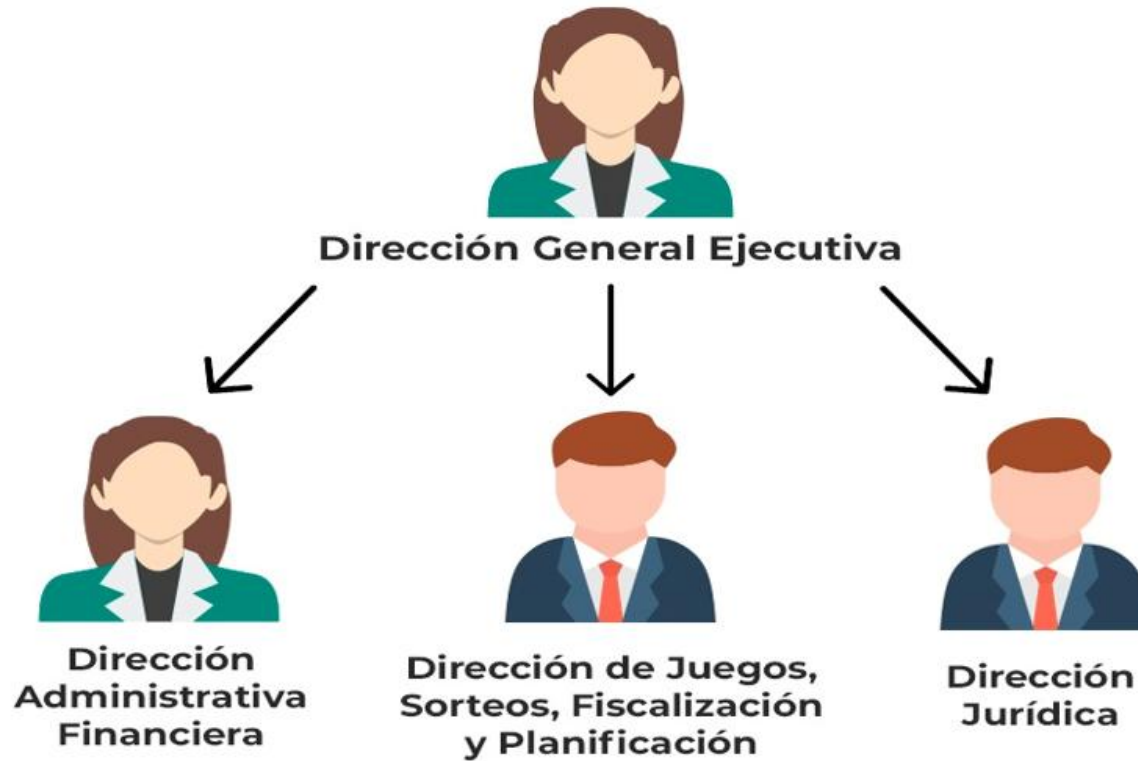 Dirección General Ejecutiva
Dirección
Administrativa
Financiera
Dirección de Juegos,
Sorteos, Fiscalización
y Planificación
Dirección
Jurídica